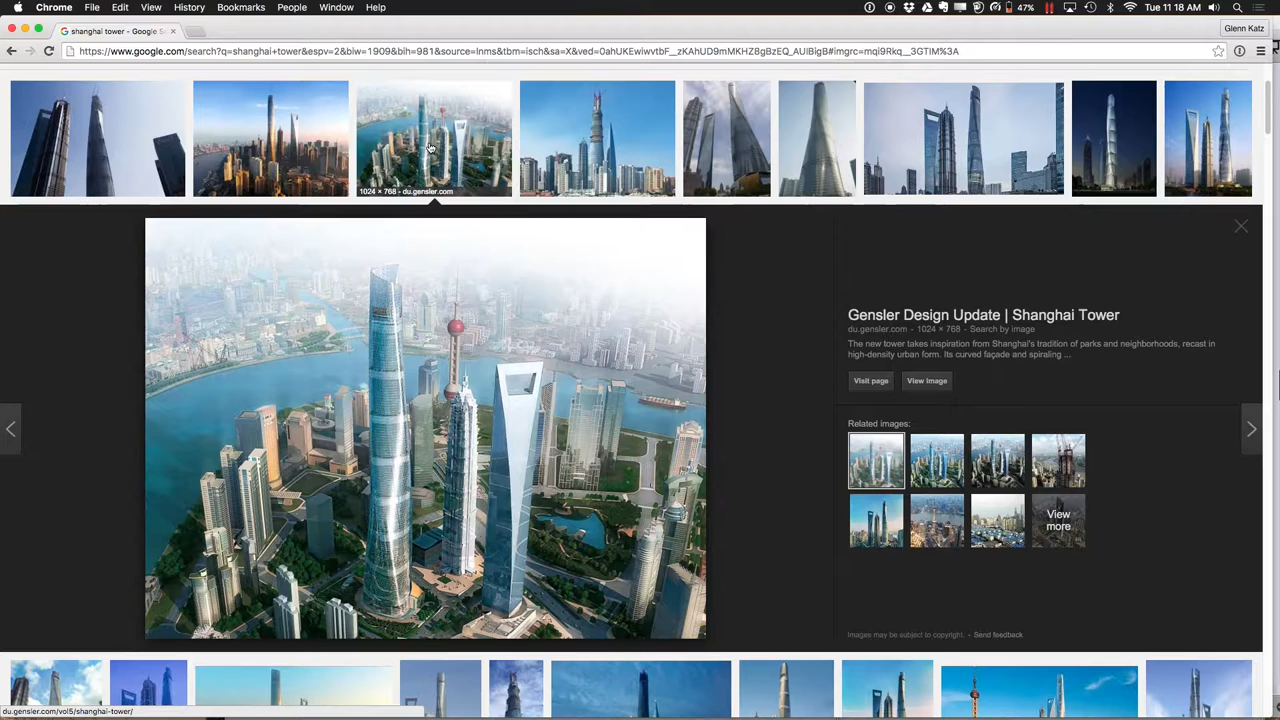 Chrome File Edit View History Bookmarks People Window Help
47% Tue 11:18 AM
shanghai tower - Google Se
Glenn Katz
https://www.google.com/search?q=shanghai+tower&espv=2&biw=1909&bih=981&source=lnms&tbm=isch&sa=X&ved=0ahUKEwiwvtbF__zKAhUD9mMKHZ8gBzEQ_AUIBigB#imgrc=mqi9Rkq__3GTIM%3A
1024 × 768 - du.gensler.com
Gensler Design Update | Shanghai Tower
du.gensler.com - 1024 × 768 - Search by image
The new tower takes inspiration from Shanghai's tradition of parks and neighborhoods, recast in
high-density urban form. Its curved façade and spiraling ...
Visit page View image
Related images:
View
more
Images may be subject to copyright. - Send feedback
du.gensler.com/vol5/shanghai-tower/